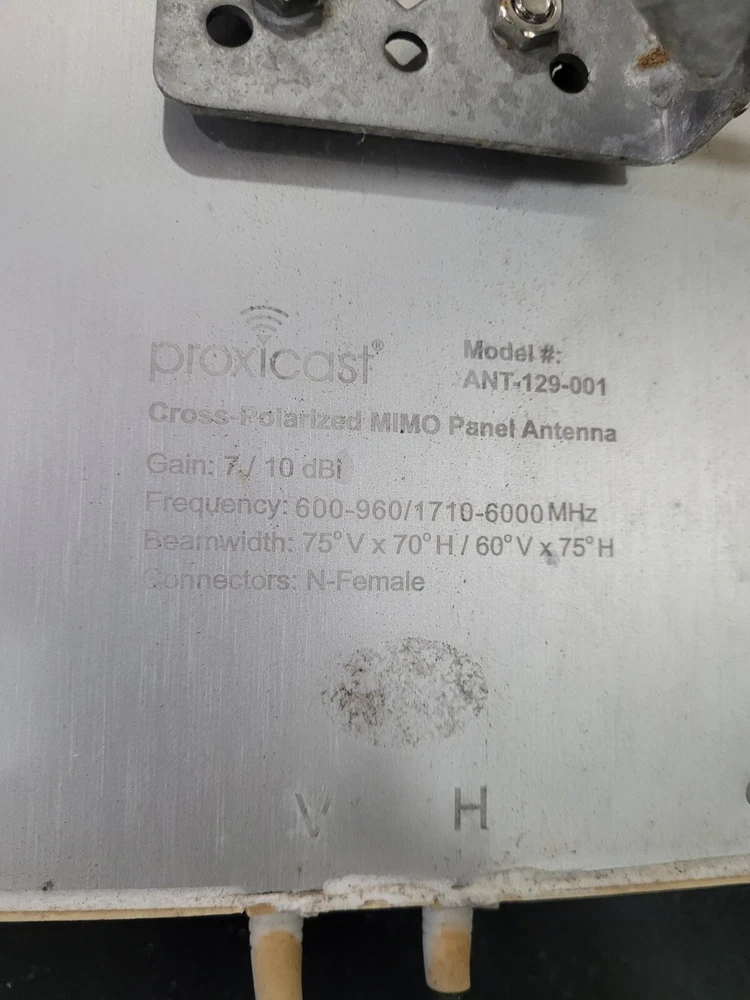 proxicast®
Model #:
ANT-129-001
Cross-Polarized MIMO Panel Antenna
Gain: 7 / 10 dBi
Frequency: 600-960/1710-6000 MHz
Beamwidth: 75° V x 70° H / 60° V x 75° H
Connectors: N-Female
V H